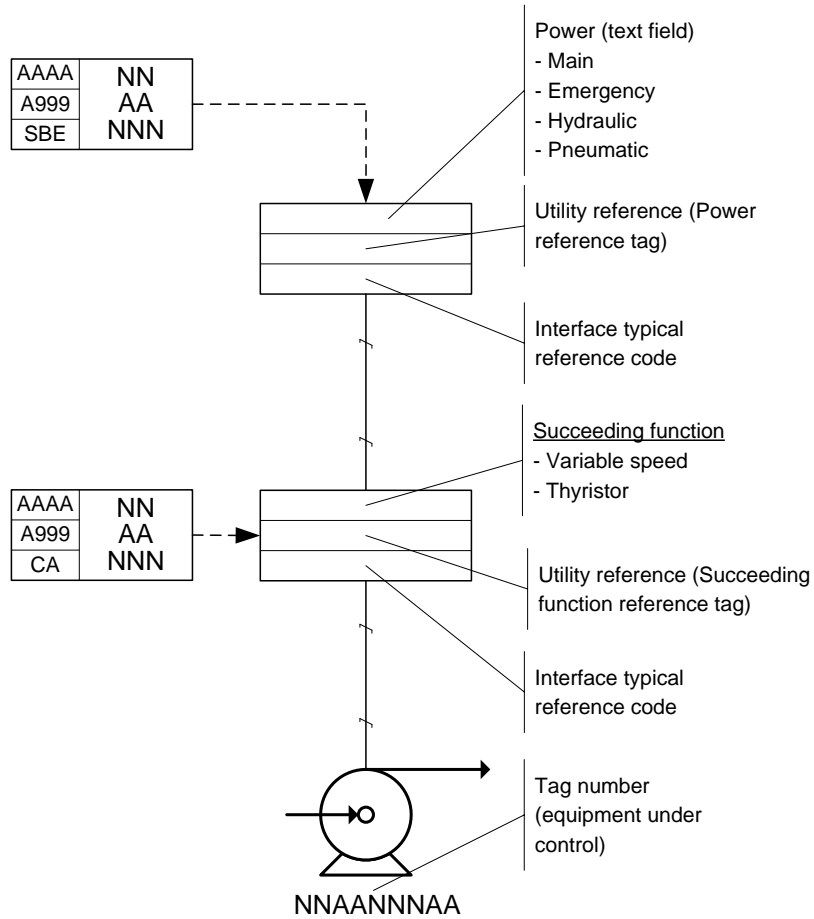 Power (text field)
- Main
- Emergency
- Hydraulic
- Pneumatic
AAAA
A999
SBE
NN
AA
NNN
Utility reference (Power
reference tag)
Interface typical
reference code
Succeeding function
- Variable speed
- Thyristor
AAAA
A999
CA
NN
AA
NNN
Utility reference (Succeeding
function reference tag)
Interface typical
reference code
Tag number
(equipment under
control)
NNAANNNAA